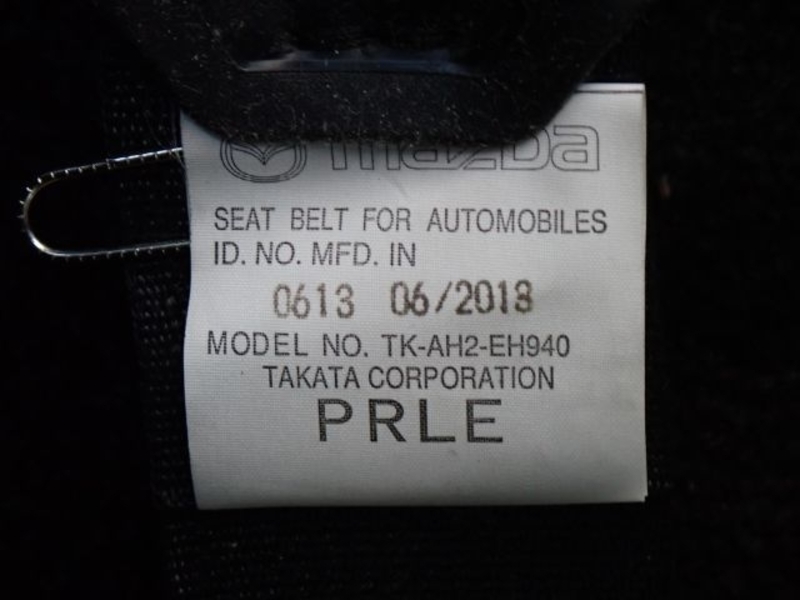 mazda
SEAT BELT FOR AUTOMOBILES
ID. NO. MFD. IN
0613 06/2013
MODEL NO. TK-AH2-EH940
TAKATA CORPORATION
PRLE